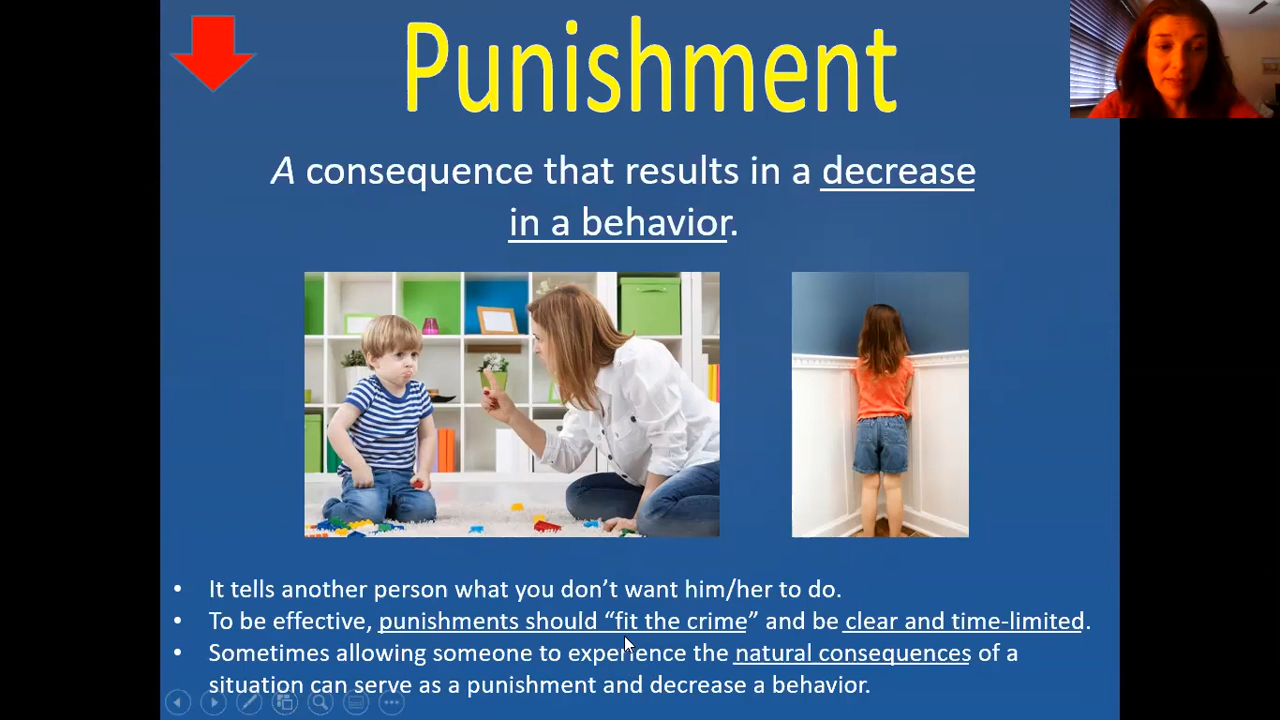 Punishment
A consequence that results in a decrease
in a behavior.
• It tells another person what you don’t want him/her to do.
• To be effective, punishments should “fit the crime” and be clear and time-limited.
• Sometimes allowing someone to experience the natural consequences of a
situation can serve as a punishment and decrease a behavior.